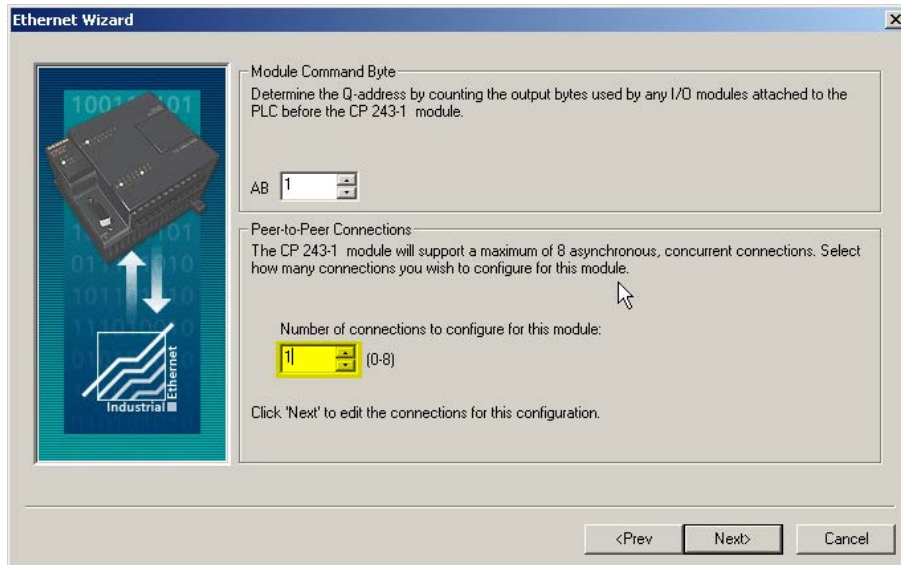 Ethernet Wizard
Module Command Byte
Determine the Q-address by counting the output bytes used by any I/O modules attached to the
PLC before the CP 243-1 module.
AB 1
Peer-to-Peer Connections
The CP 243-1 module will support a maximum of 8 asynchronous, concurrent connections. Select
how many connections you wish to configure for this module.
Number of connections to configure for this module:
1 (0-8)
Click 'Next' to edit the connections for this configuration.
Industrial
Ethernet
<Prev
Next>
Cancel